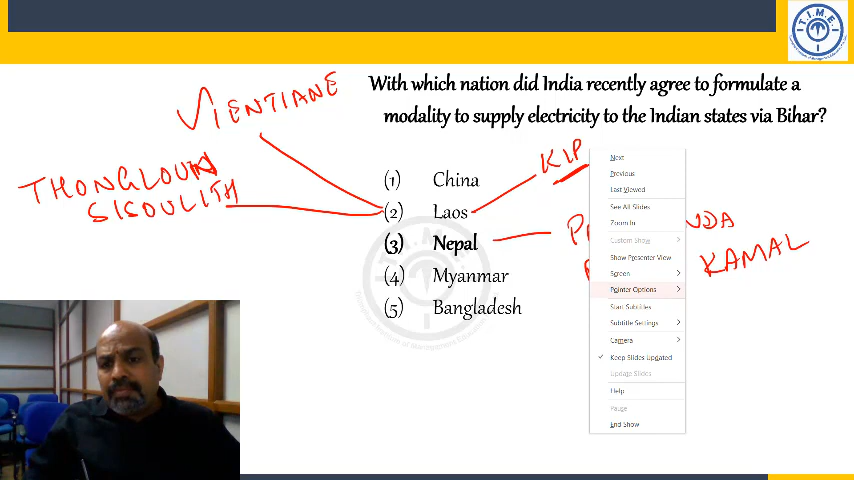 T.I.M.E.
With which nation did India recently agree to formulate a
modality to supply electricity to the Indian states via Bihar?
VIENTIANE
THONGLOUN
SISOULITH
KIP
KAMAL
(1) China
(2) Laos
(3) Nepal
(4) Myanmar
(5) Bangladesh
Next
Previous
Last Viewed
See All Slides
Zoom In
Custom Show
Show Presenter View
Screen
Pointer Options
Start Subtitles
Subtitle Settings
Camera
Keep Slides Updated
Update Slides
Help
Pause
End Show